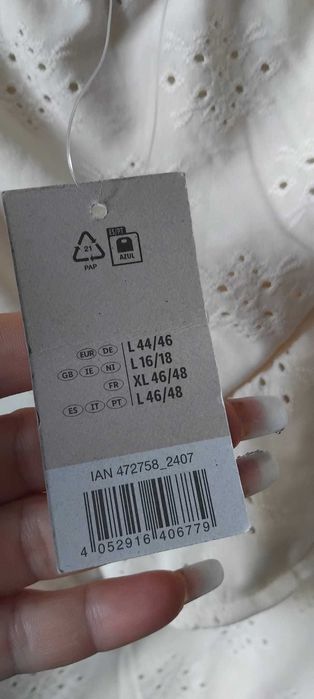 21
PAP
ES/PT
AZUL
EUR DE L 44/46
GB IE NI L 16/18
FR XL 46/48
ES IT PT L 46/48
IAN 472758_2407
4 052916 406779